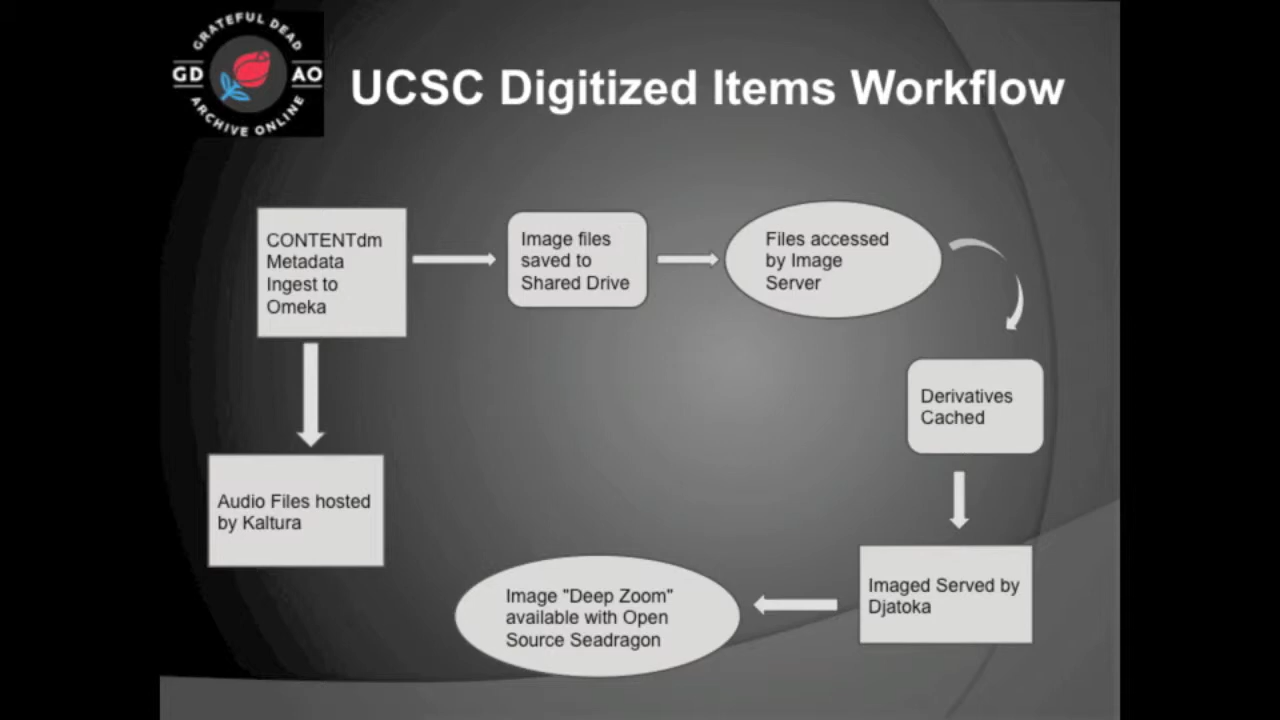 GRATEFUL DEAD
GD AO
ARCHIVE ONLINE
UCSC Digitized Items Workflow
CONTENTdm
Metadata
Ingest to
Omeka
Image files
saved to
Shared Drive
Files accessed
by Image
Server
Derivatives
Cached
Audio Files hosted
by Kaltura
Imaged Served by
Djatoka
Image "Deep Zoom"
available with Open
Source Seadragon